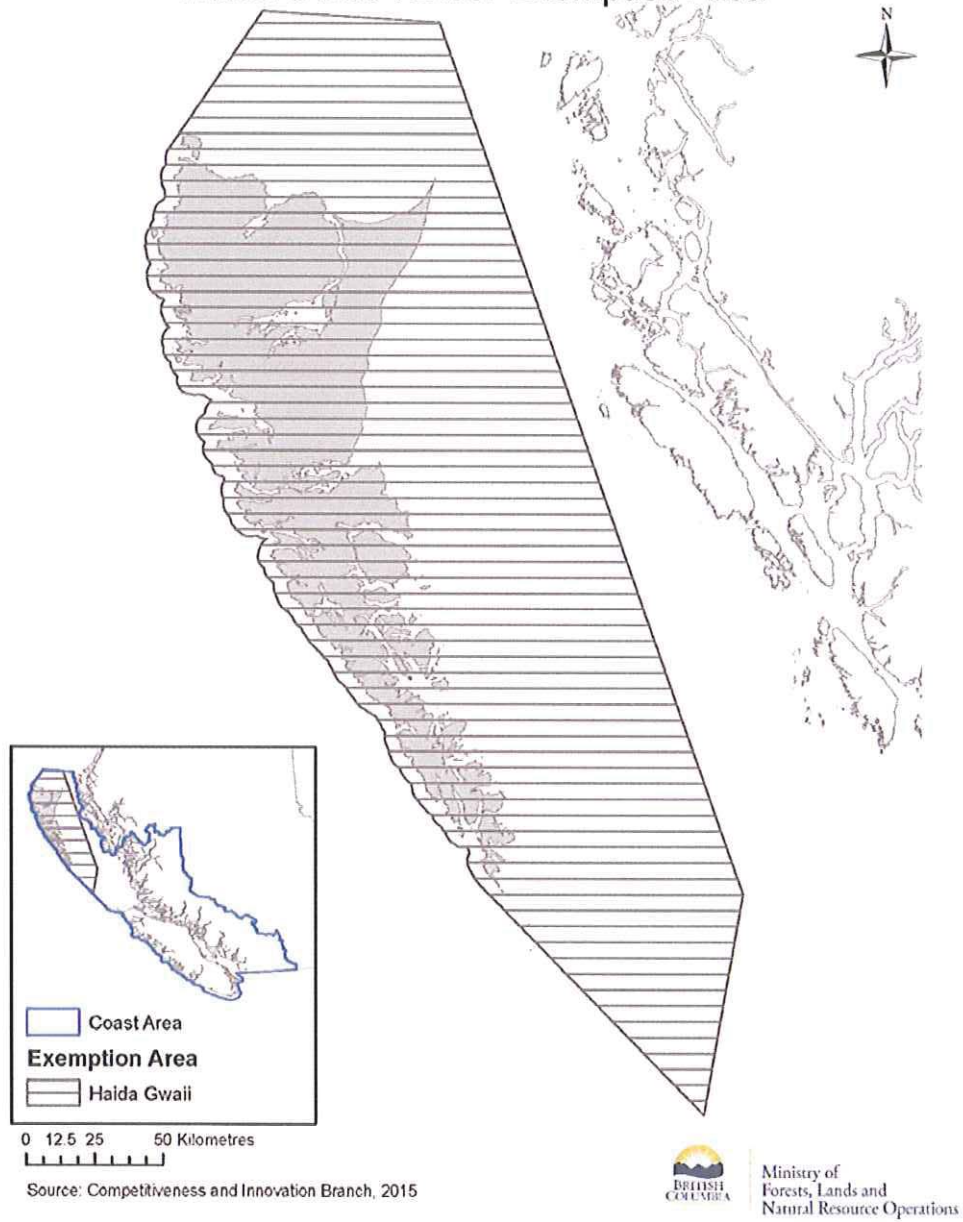 N
Coast Area
Exemption Area
Haida Gwaii
0 12.5 25 50 Kilometres
Source: Competitiveness and Innovation Branch, 2015
BRITISH
COLUMBIA
Ministry of
Forests, Lands and
Natural Resource Operations